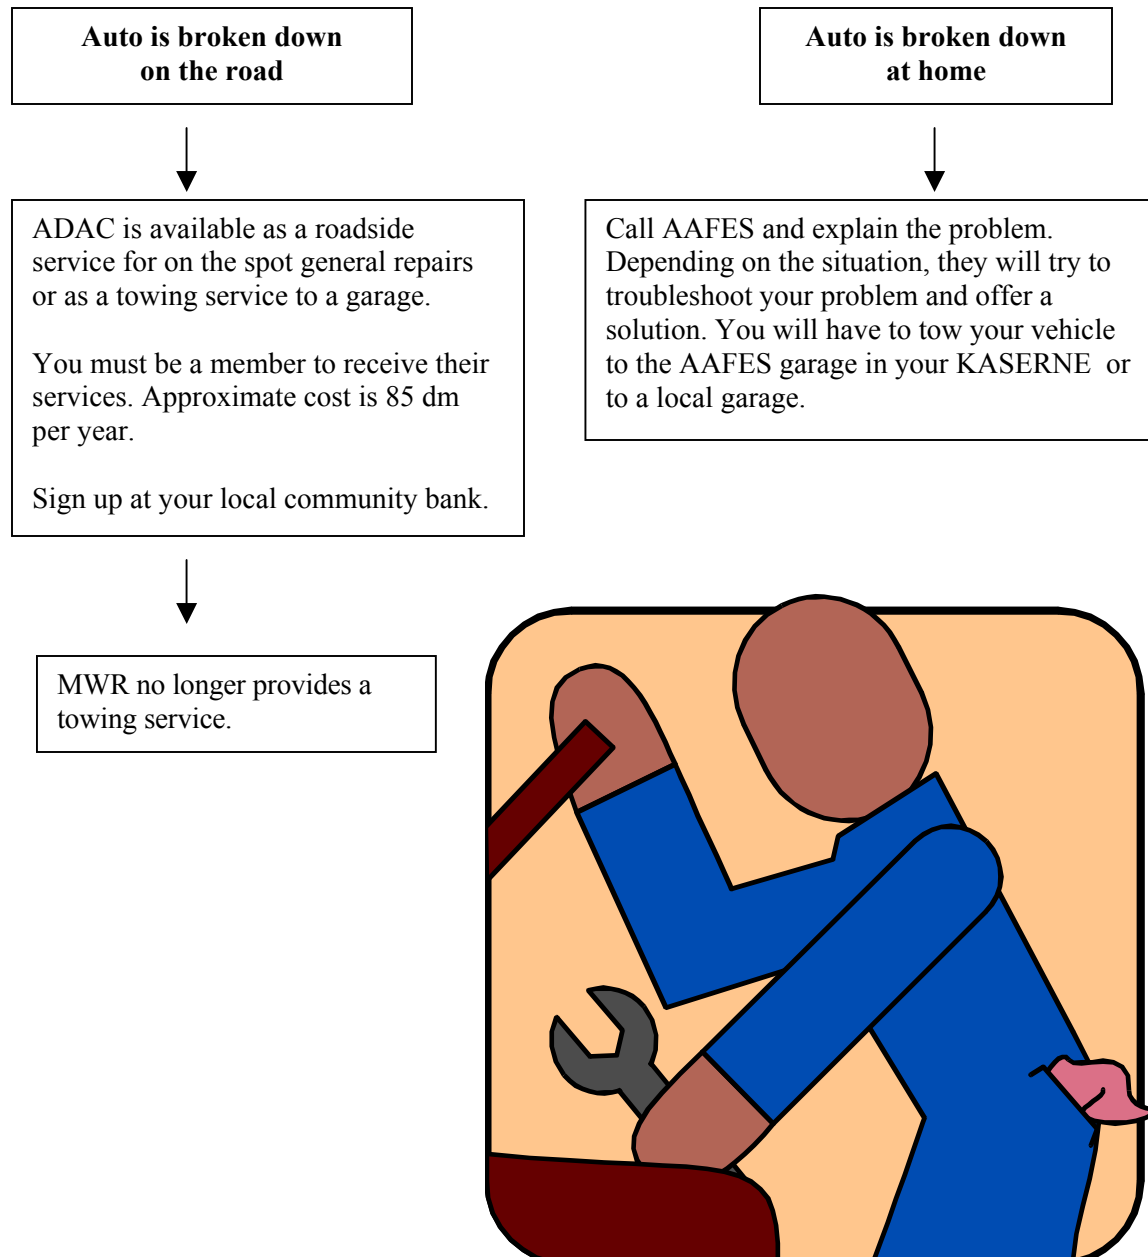 Auto is broken down
on the road
ADAC is available as a roadside
service for on the spot general repairs
or as a towing service to a garage.
You must be a member to receive their
services. Approximate cost is 85 dm
per year.
Sign up at your local community bank.
MWR no longer provides a
towing service.
Auto is broken down
at home
Call AAFES and explain the problem.
Depending on the situation, they will try to
troubleshoot your problem and offer a
solution. You will have to tow your vehicle
to the AAFES garage in your KASERNE or
to a local garage.